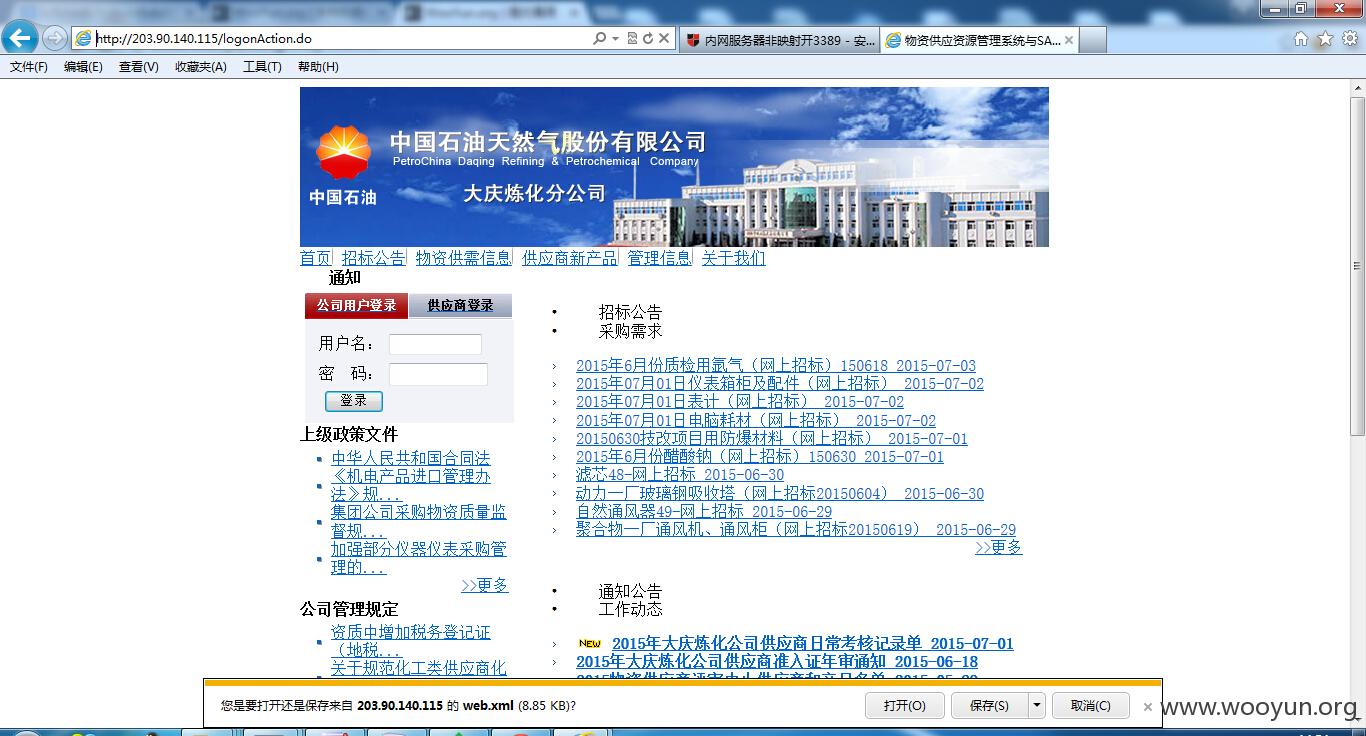 http://203.90.140.115/logonAction.do
内网服务器非映射开3389 - 安...
物资供应资源管理系统与SA...
文件(F) 编辑(E) 查看(V) 收藏夹(A) 工具(T) 帮助(H)
中国石油天然气股份有限公司
PetroChina Daqing Refining & Petrochemical Company
中国石油
大庆炼化分公司
首页 招标公告 物资供需信息 供应商新产品 管理信息 关于我们
通知
公司用户登录 供应商登录
用户名：
密 码：
登录
上级政策文件
中华人民共和国合同法
《机电产品进口管理办
法》规...
集团公司采购物资质量监
督规...
加强部分仪器仪表采购管
理的...
>>更多
公司管理规定
资质中增加税务登记证
（地税...
关于规范化工类供应商化
招标公告
采购需求
2015年6月份质检用氩气（网上招标）150618 2015-07-03
2015年07月01日仪表箱柜及配件（网上招标） 2015-07-02
2015年07月01日表计（网上招标） 2015-07-02
2015年07月01日电脑耗材（网上招标） 2015-07-02
20150630技改项目用防爆材料（网上招标） 2015-07-01
2015年6月份醋酸钠（网上招标）150630 2015-07-01
滤芯48-网上招标 2015-06-30
动力一厂玻璃钢吸收塔（网上招标20150604） 2015-06-30
自然通风器49-网上招标 2015-06-29
聚合物一厂通风机、通风柜（网上招标20150619） 2015-06-29
>>更多
通知公告
工作动态
NEW 2015年大庆炼化公司供应商日常考核记录单 2015-07-01
2015年大庆炼化公司供应商准入证年审通知 2015-06-18
您是要打开还是保存来自 203.90.140.115 的 web.xml (8.85 KB)?
打开(O) 保存(S) 取消(C)
www.wooyun.org